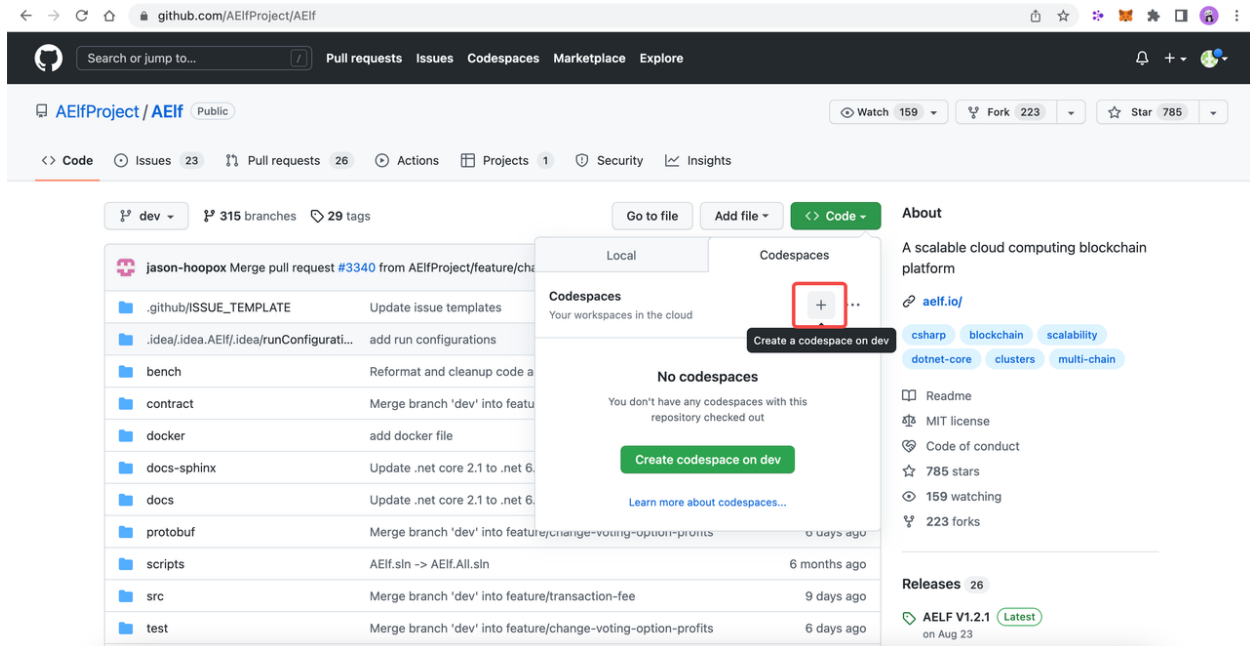 github.com/AElfProject/AElf
Search or jump to... / Pull requests Issues Codespaces Marketplace Explore
AElfProject / AElf Public
Watch 159 Fork 223 Star 785
<> Code Issues 23 Pull requests 26 Actions Projects 1 Security Insights
dev 315 branches 29 tags Go to file Add file <> Code
About
A scalable cloud computing blockchain
platform
aelf.io/
csharp blockchain scalability
dotnet-core clusters multi-chain
Readme
MIT license
Code of conduct
785 stars
159 watching
223 forks
Releases 26
AELF V1.2.1 Latest
on Aug 23
Local Codespaces
Codespaces
Your workspaces in the cloud
+ ...
Create a codespace on dev
No codespaces
You don't have any codespaces with this
repository checked out
Create codespace on dev
Learn more about codespaces...
jason-hoopox Merge pull request #3340 from AElfProject/feature/cha
.github/ISSUE_TEMPLATE Update issue templates
.idea/.idea.AElf/.idea/runConfigurati... add run configurations
bench Reformat and cleanup code a
contract Merge branch 'dev' into featu
docker add docker file
docs-sphinx Update .net core 2.1 to .net 6.
docs Update .net core 2.1 to .net 6.
protobuf Merge branch 'dev' into feature/change-voting-option-profits 6 days ago
scripts AElf.sln -> AElf.All.sln 6 months ago
src Merge branch 'dev' into feature/transaction-fee 9 days ago
test Merge branch 'dev' into feature/change-voting-option-profits 6 days ago